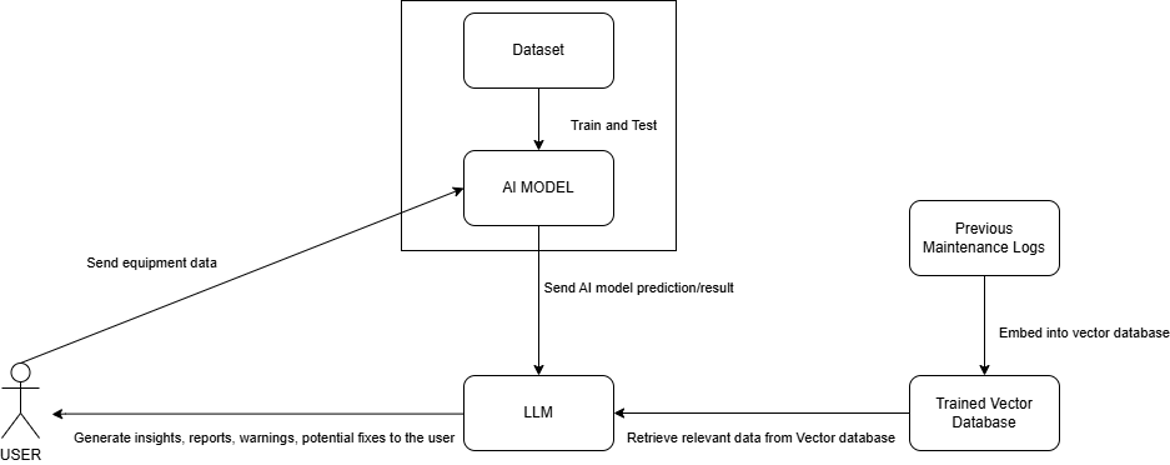 Dataset
Train and Test
AI MODEL
Previous
Maintenance Logs
Send equipment data
Send AI model prediction/result
Embed into vector database
LLM
Trained Vector
Database
Generate insights, reports, warnings, potential fixes to the user
Retrieve relevant data from Vector database
USER